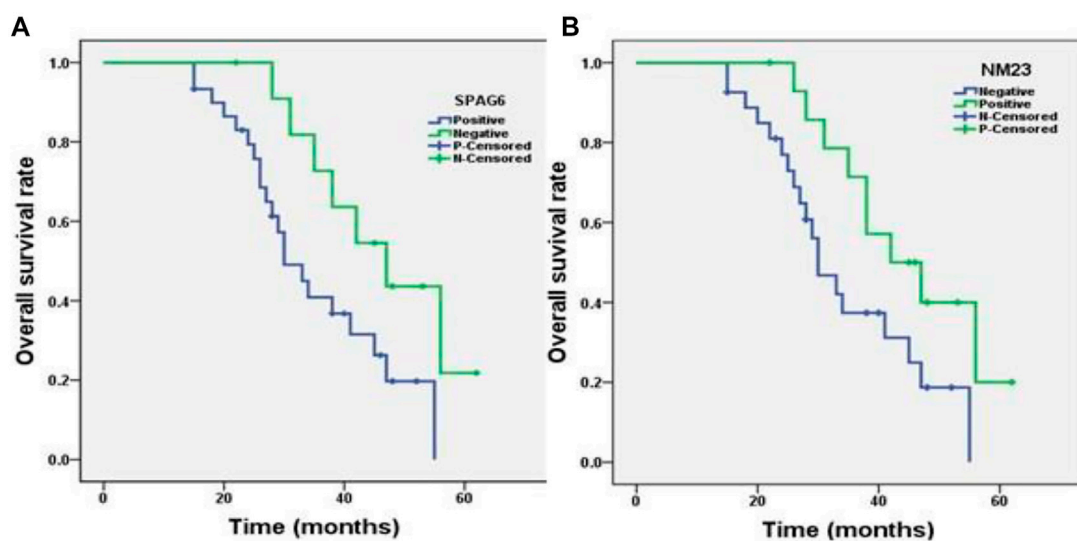 A
Overall survival rate
1.0
0.8
0.6
0.4
0.2
0.0
SPAG6
Positive
Negative
P-Censored
N-Censored
0 20 40 60
Time (months)
B
Overall suvival rate
1.0
0.8
0.6
0.4
0.2
0.0
NM23
Negative
Positive
N-Censored
P-Censored
0 20 40 60
Time (months)